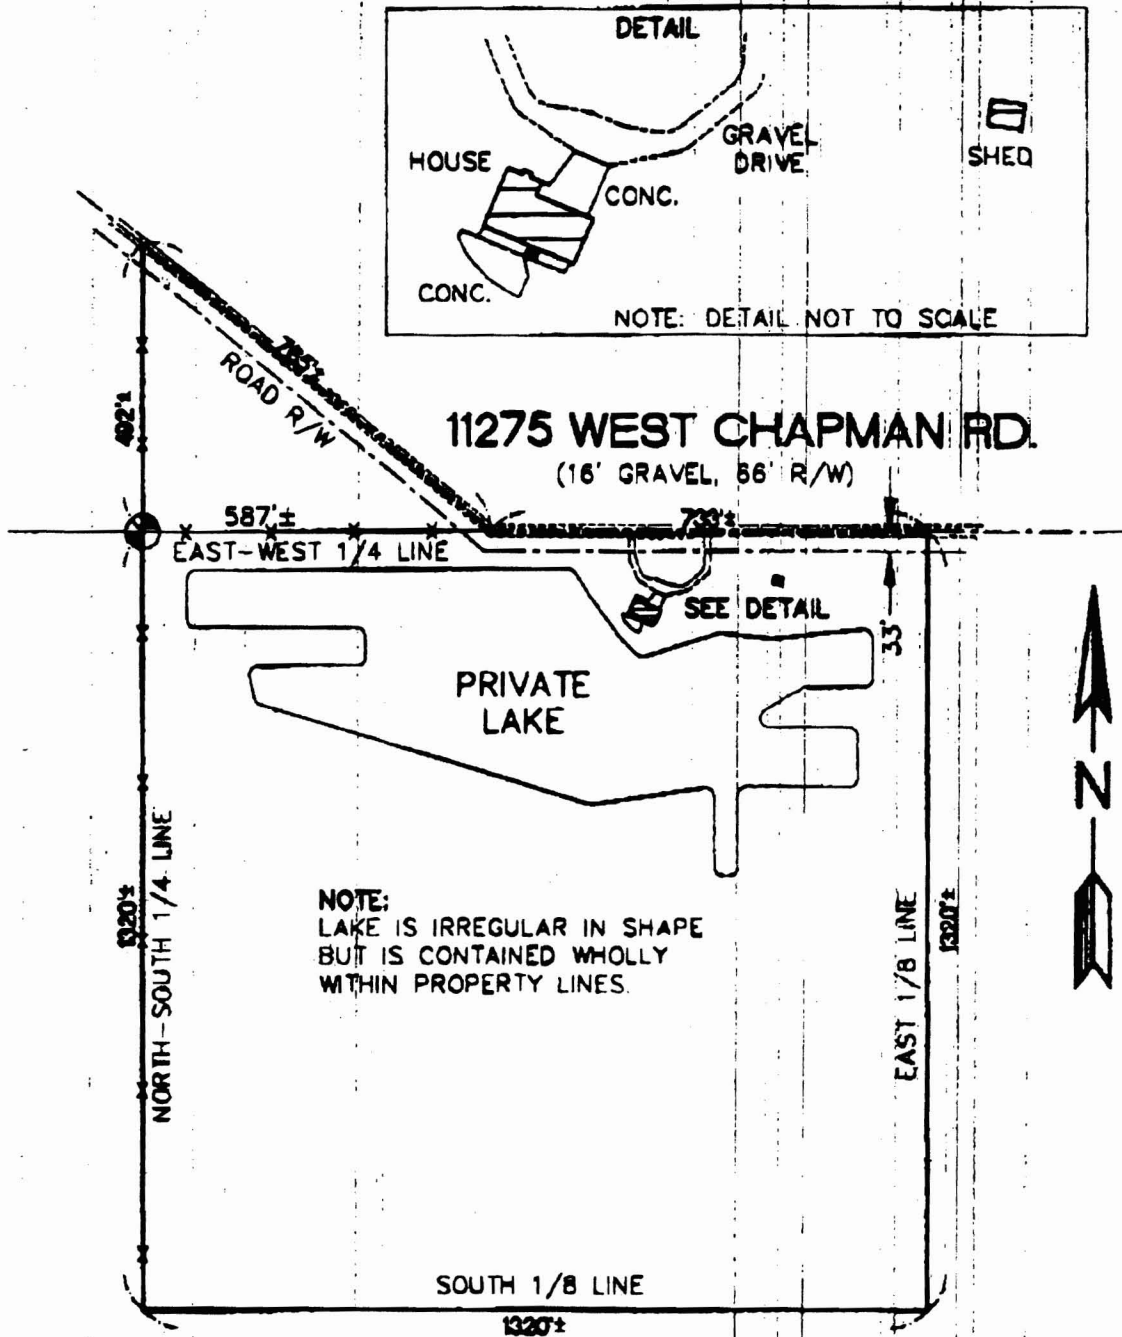 DETAIL
HOUSE
GRAVEL
DRIVE
SHED
CONC.
CONC.
NOTE: DETAIL NOT TO SCALE
ROAD R/W
492'±
11275 WEST CHAPMAN RD.
(16' GRAVEL, 66' R/W)
587'±
733'±
EAST-WEST 1/4 LINE
SEE DETAIL
33'
PRIVATE
LAKE
N
NORTH-SOUTH 1/4 LINE
1320'±
NOTE:
LAKE IS IRREGULAR IN SHAPE
BUT IS CONTAINED WHOLLY
WITHIN PROPERTY LINES.
EAST 1/8 LINE
1320'±
SOUTH 1/8 LINE
1320'±